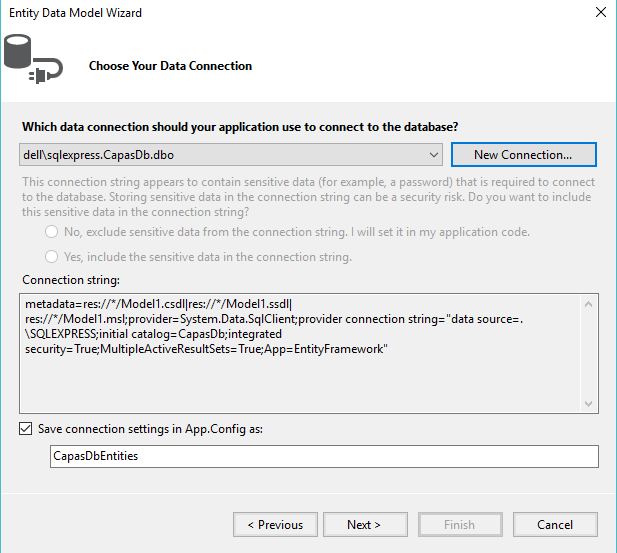 Entity Data Model Wizard
Choose Your Data Connection
Which data connection should your application use to connect to the database?
dell\sqlexpress.CapasDb.dbo
New Connection...
This connection string appears to contain sensitive data (for example, a password) that is required to connect
to the database. Storing sensitive data in the connection string can be a security risk. Do you want to include
this sensitive data in the connection string?
No, exclude sensitive data from the connection string. I will set it in my application code.
Yes, include the sensitive data in the connection string.
Connection string:
metadata=res://*/Model1.csdl|res://*/Model1.ssdl|
res://*/Model1.msl;provider=System.Data.SqlClient;provider connection string="data source=.
\SQLEXPRESS;initial catalog=CapasDb;integrated
security=True;MultipleActiveResultSets=True;App=EntityFramework"
Save connection settings in App.Config as:
CapasDbEntities
< Previous
Next >
Finish
Cancel